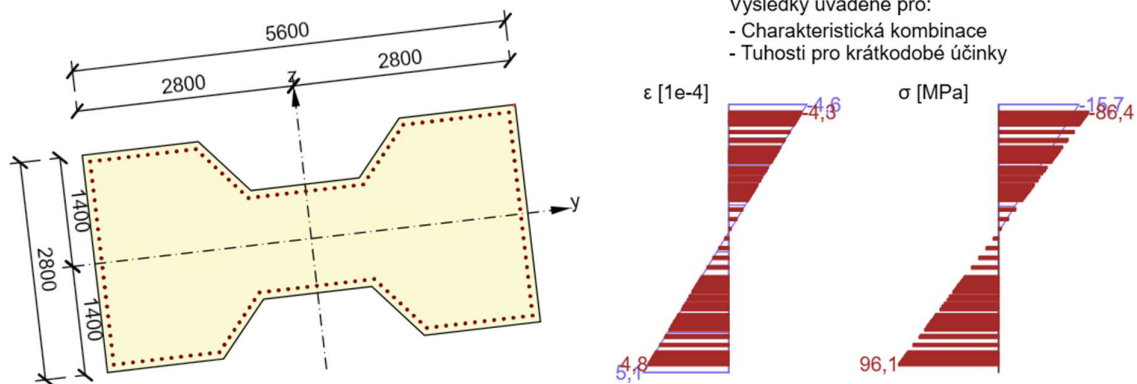 Výsledky uváděné pro:
- Charakteristická kombinace
- Tuhosti pro krátkodobé účinky
5600
2800
2800
z
y
1400
2800
1400
ε [1e-4]
-4,6
-4,3
4,8
5,1
σ [MPa]
-15,7
-86,4
96,1